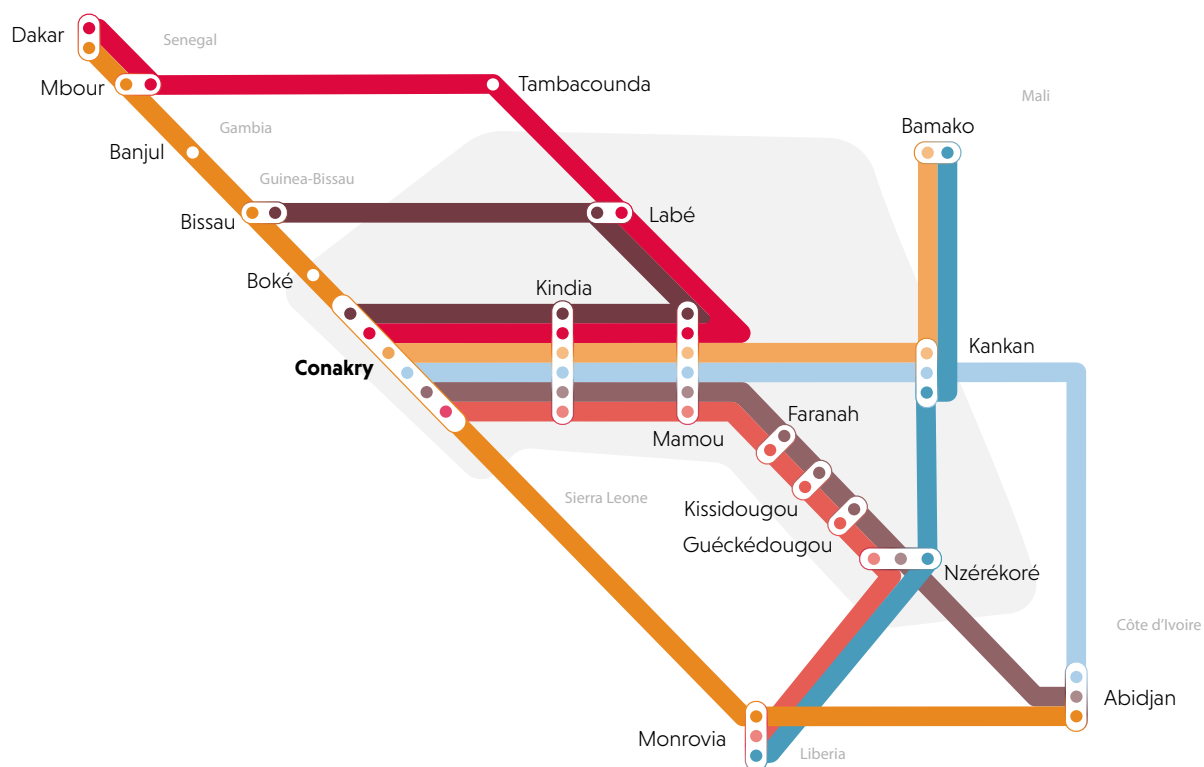 Dakar
Senegal
Mbour
Tambacounda
Mali
Gambia
Bamako
Banjul
Guinea-Bissau
Bissau
Labé
Boké
Kindia
Kankan
Conakry
Faranah
Mamou
Sierra Leone
Kissidougou
Guéckédougou
Nzérékoré
Côte d'Ivoire
Abidjan
Monrovia
Liberia